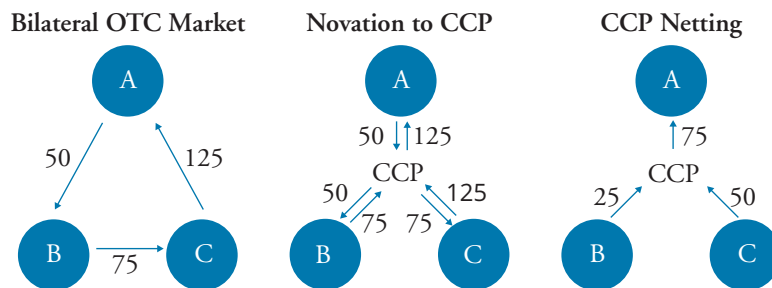 Bilateral OTC Market
A
50
125
B
75
C
Novation to CCP
A
50
125
CCP
50
125
75
75
B
C
CCP Netting
A
75
CCP
25
50
B
C